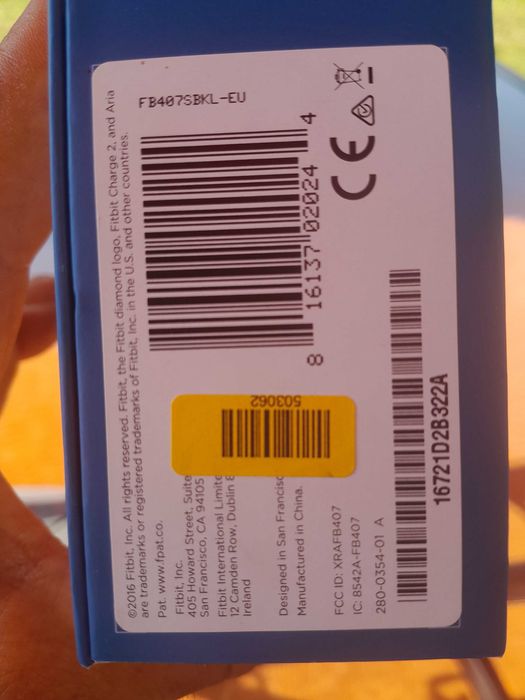 ©2016 Fitbit, Inc. All rights reserved. Fitbit, the Fitbit diamond logo, Fitbit Charge 2, and Aria
are trademarks or registered trademarks of Fitbit, Inc. in the U.S. and other countries.
Pat. www.fpat.co.
FB407SBKL-EU
8 16137 02024 4
CE
503062
Fitbit, Inc.
405 Howard Street, Suite
San Francisco, CA 94105
Fitbit International Limite
12 Camden Row, Dublin 8
Ireland
Designed in San Francisc
Manufactured in China.
FCC ID: XRAFB407
IC: 8542A-FB407
280-0354-01 A
16721D2B322A